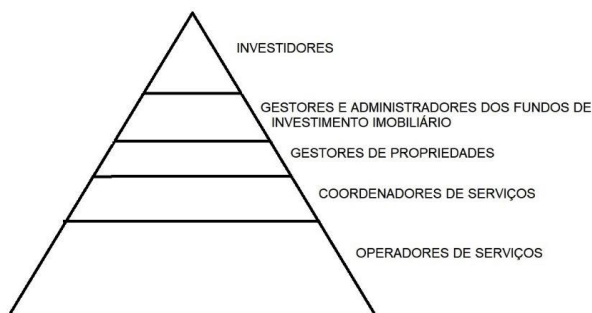 INVESTIDORES
GESTORES E ADMINISTRADORES DOS FUNDOS DE
INVESTIMENTO IMOBILIÁRIO
GESTORES DE PROPRIEDADES
COORDENADORES DE SERVIÇOS
OPERADORES DE SERVIÇOS